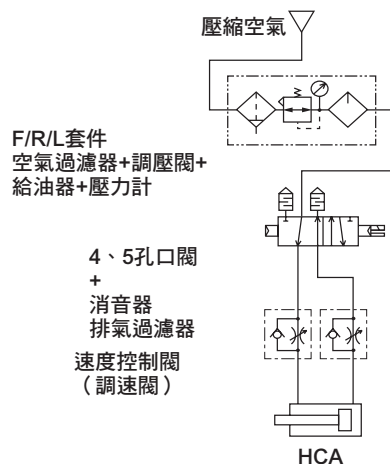 壓縮空氣
F/R/L套件
空氣過濾器+調壓閥+
給油器+壓力計
4、5孔口閥
+
消音器
排氣過濾器
速度控制閥
（調速閥）
HCA